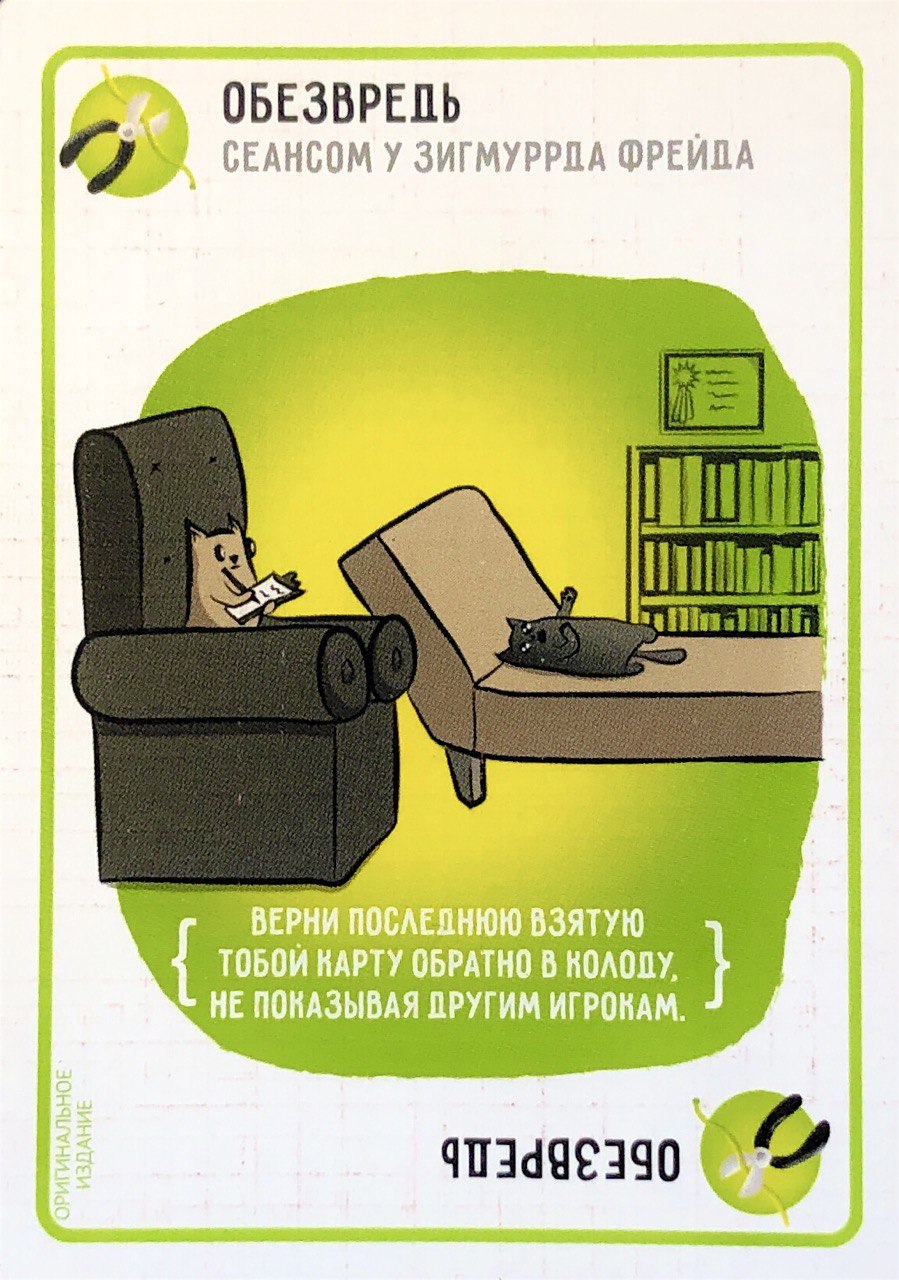 ОБЕЗВРЕДЬ
СЕАНСОМ У ЗИГМУРРДА ФРЕЙДА
ВЕРНИ ПОСЛЕДНЮЮ ВЗЯТУЮ
ТОБОЙ КАРТУ ОБРАТНО В КОЛОДУ,
НЕ ПОКАЗЫВАЯ ДРУГИМ ИГРОКАМ.
ОРИГИНАЛЬНОЕ
ИЗДАНИЕ
ОБЕЗВРЕДЬ